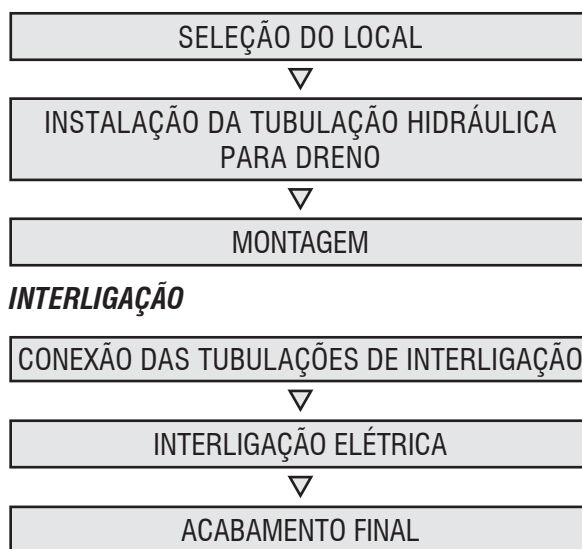 SELEÇÃO DO LOCAL
INSTALAÇÃO DA TUBULAÇÃO HIDRÁULICA
PARA DRENO
MONTAGEM
INTERLIGAÇÃO
CONEXÃO DAS TUBULAÇÕES DE INTERLIGAÇÃO
INTERLIGAÇÃO ELÉTRICA
ACABAMENTO FINAL